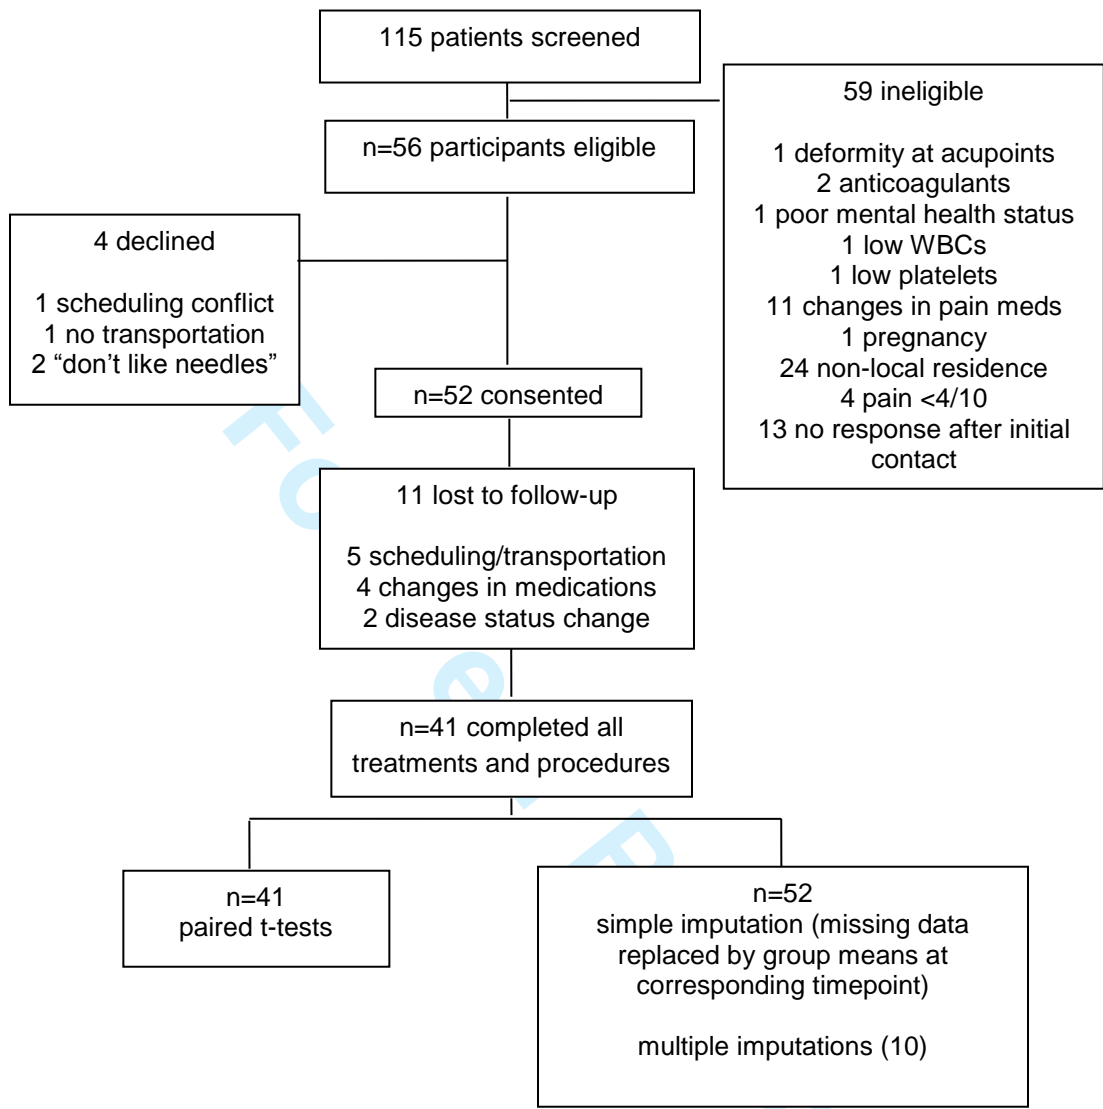 115 patients screened
59 ineligible
1 deformity at acupoints
2 anticoagulants
1 poor mental health status
1 low WBCs
1 low platelets
11 changes in pain meds
1 pregnancy
24 non-local residence
4 pain <4/10
13 no response after initial
contact
n=56 participants eligible
4 declined
1 scheduling conflict
1 no transportation
2 “don’t like needles”
n=52 consented
11 lost to follow-up
5 scheduling/transportation
4 changes in medications
2 disease status change
n=41 completed all
treatments and procedures
n=41
paired t-tests
n=52
simple imputation (missing data
replaced by group means at
corresponding timepoint)
multiple imputations (10)